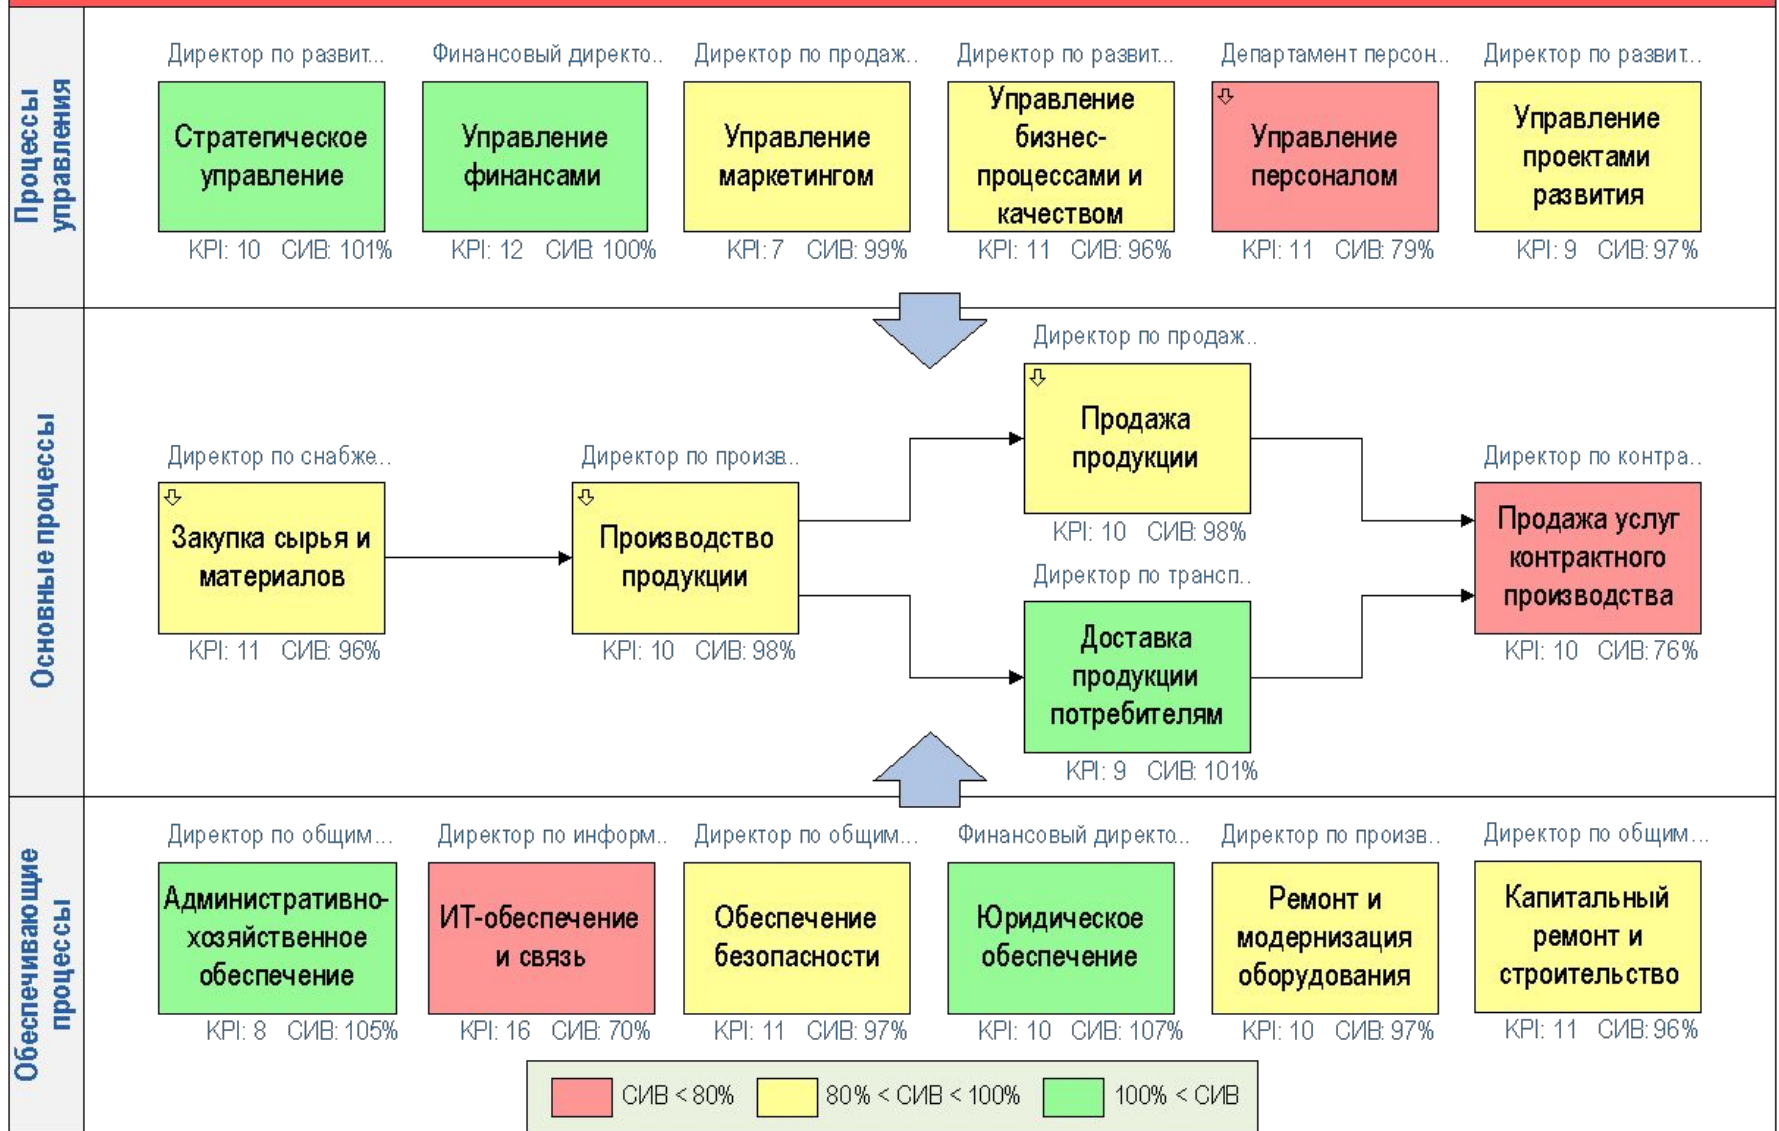 Процессы
управления
Директор по развит...
Финансовый директо..
Директор по продаж..
Директор по развит...
Департамент персон..
Директор по развит...
Стратегическое
управление
Управление
финансами
Управление
маркетингом
Управление
бизнес-
процессами и
качеством
Управление
персоналом
Управление
проектами
развития
KPI: 10 СИВ: 101%
KPI: 12 СИВ: 100%
KPI: 7 СИВ: 99%
KPI: 11 СИВ: 96%
KPI: 11 СИВ: 79%
KPI: 9 СИВ: 97%
Основные процессы
Директор по снабже...
Закупка сырья и
материалов
KPI: 11 СИВ: 96%
Директор по произв...
Производство
продукции
KPI: 10 СИВ: 98%
Директор по продаж..
Продажа
продукции
KPI: 10 СИВ: 98%
Директор по трансп..
Доставка
продукции
потребителям
KPI: 9 СИВ: 101%
Директор по контра..
Продажа услуг
контрактного
производства
KPI: 10 СИВ: 76%
Обеспечивающие
процессы
Директор по общим...
Директор по информ..
Директор по общим...
Финансовый директо...
Директор по произв..
Директор по общим...
Административно-
хозяйственное
обеспечение
ИТ-обеспечение
и связь
Обеспечение
безопасности
Юридическое
обеспечение
Ремонт и
модернизация
оборудования
Капитальный
ремонт и
строительство
KPI: 8 СИВ: 105%
KPI: 16 СИВ: 70%
KPI: 11 СИВ: 97%
KPI: 10 СИВ: 107%
KPI: 10 СИВ: 97%
KPI: 11 СИВ: 96%
СИВ < 80%
80% < СИВ < 100%
100% < СИВ